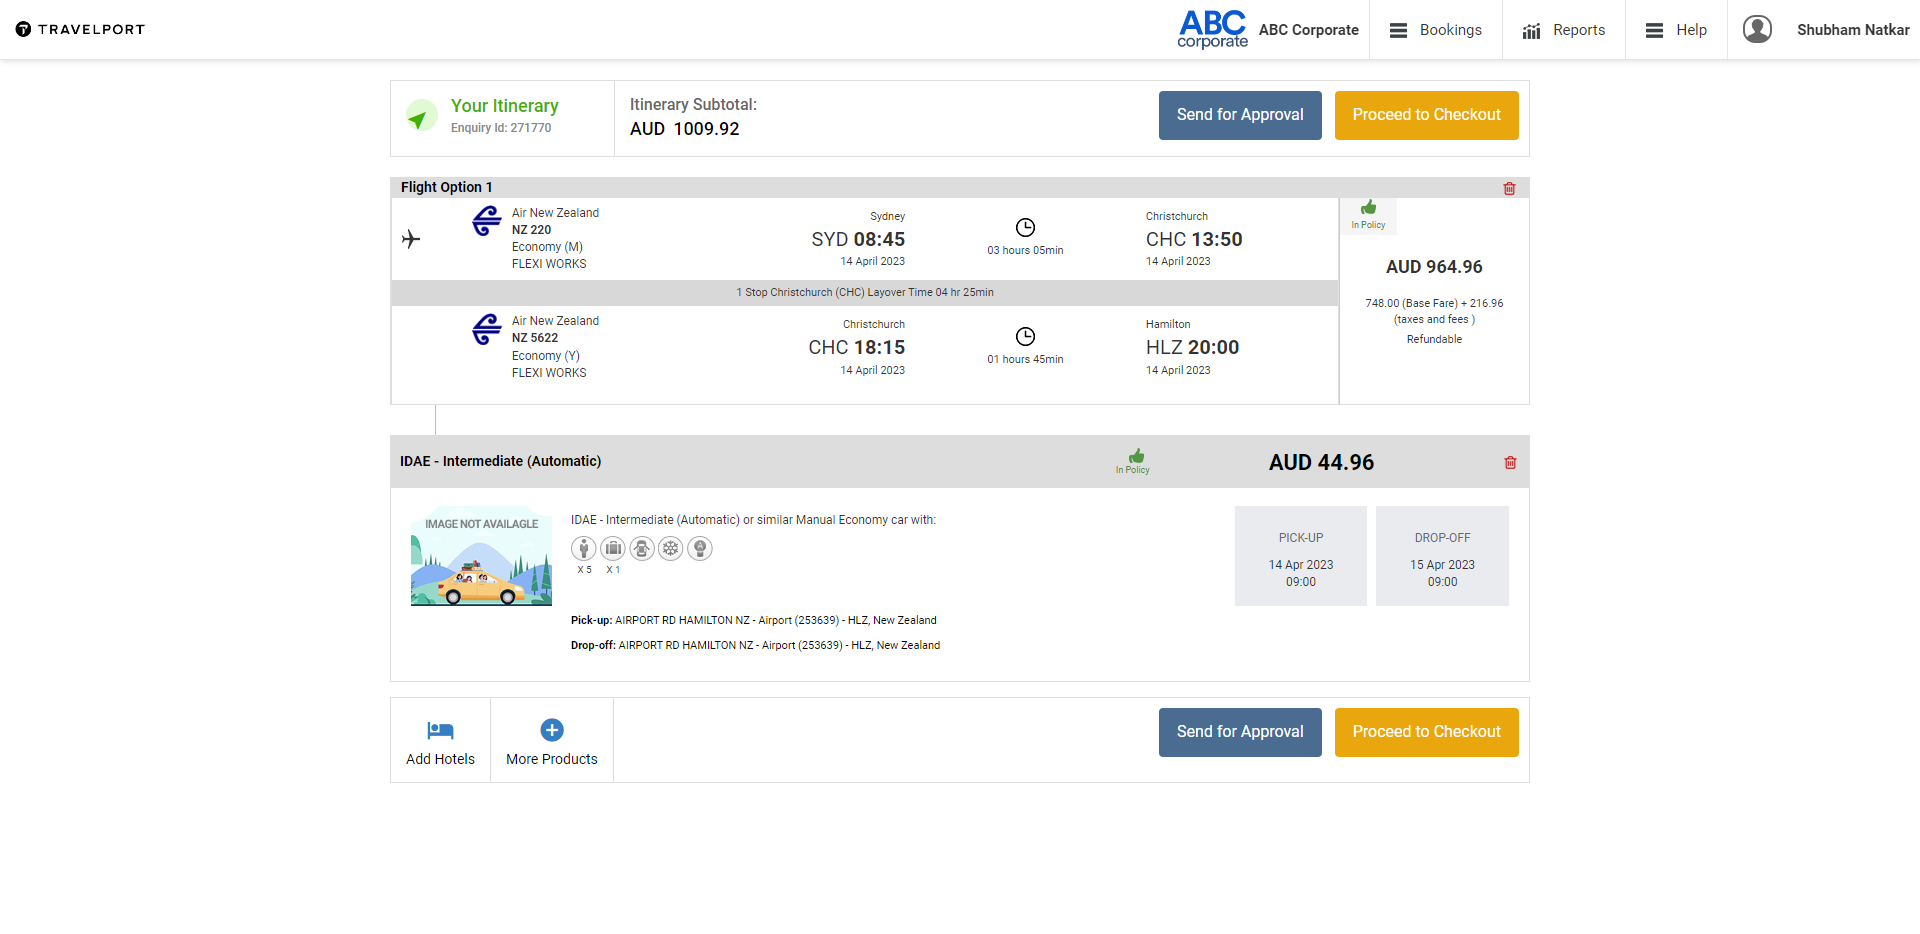 TRAVELPORT
ABC
corporate
ABC Corporate
Bookings
Reports
Help
Shubham Natkar
Your Itinerary
Enquiry Id: 271770
Itinerary Subtotal:
AUD 1009.92
Send for Approval
Proceed to Checkout
Flight Option 1
Air New Zealand
NZ 220
Economy (M)
FLEXI WORKS
Sydney
SYD 08:45
14 April 2023
03 hours 05min
Christchurch
CHC 13:50
14 April 2023
In Policy
AUD 964.96
748.00 (Base Fare) + 216.96
(taxes and fees )
Refundable
1 Stop Christchurch (CHC) Layover Time 04 hr 25min
Air New Zealand
NZ 5622
Economy (Y)
FLEXI WORKS
Christchurch
CHC 18:15
14 April 2023
01 hours 45min
Hamilton
HLZ 20:00
14 April 2023
IDAE - Intermediate (Automatic)
In Policy
AUD 44.96
IMAGE NOT AVAILAGLE
IDAE - Intermediate (Automatic) or similar Manual Economy car with:
A
X 5
X 1
Pick-up: AIRPORT RD HAMILTON NZ - Airport (253639) - HLZ, New Zealand
Drop-off: AIRPORT RD HAMILTON NZ - Airport (253639) - HLZ, New Zealand
PICK-UP
14 Apr 2023
09:00
DROP-OFF
15 Apr 2023
09:00
Add Hotels
More Products
Send for Approval
Proceed to Checkout